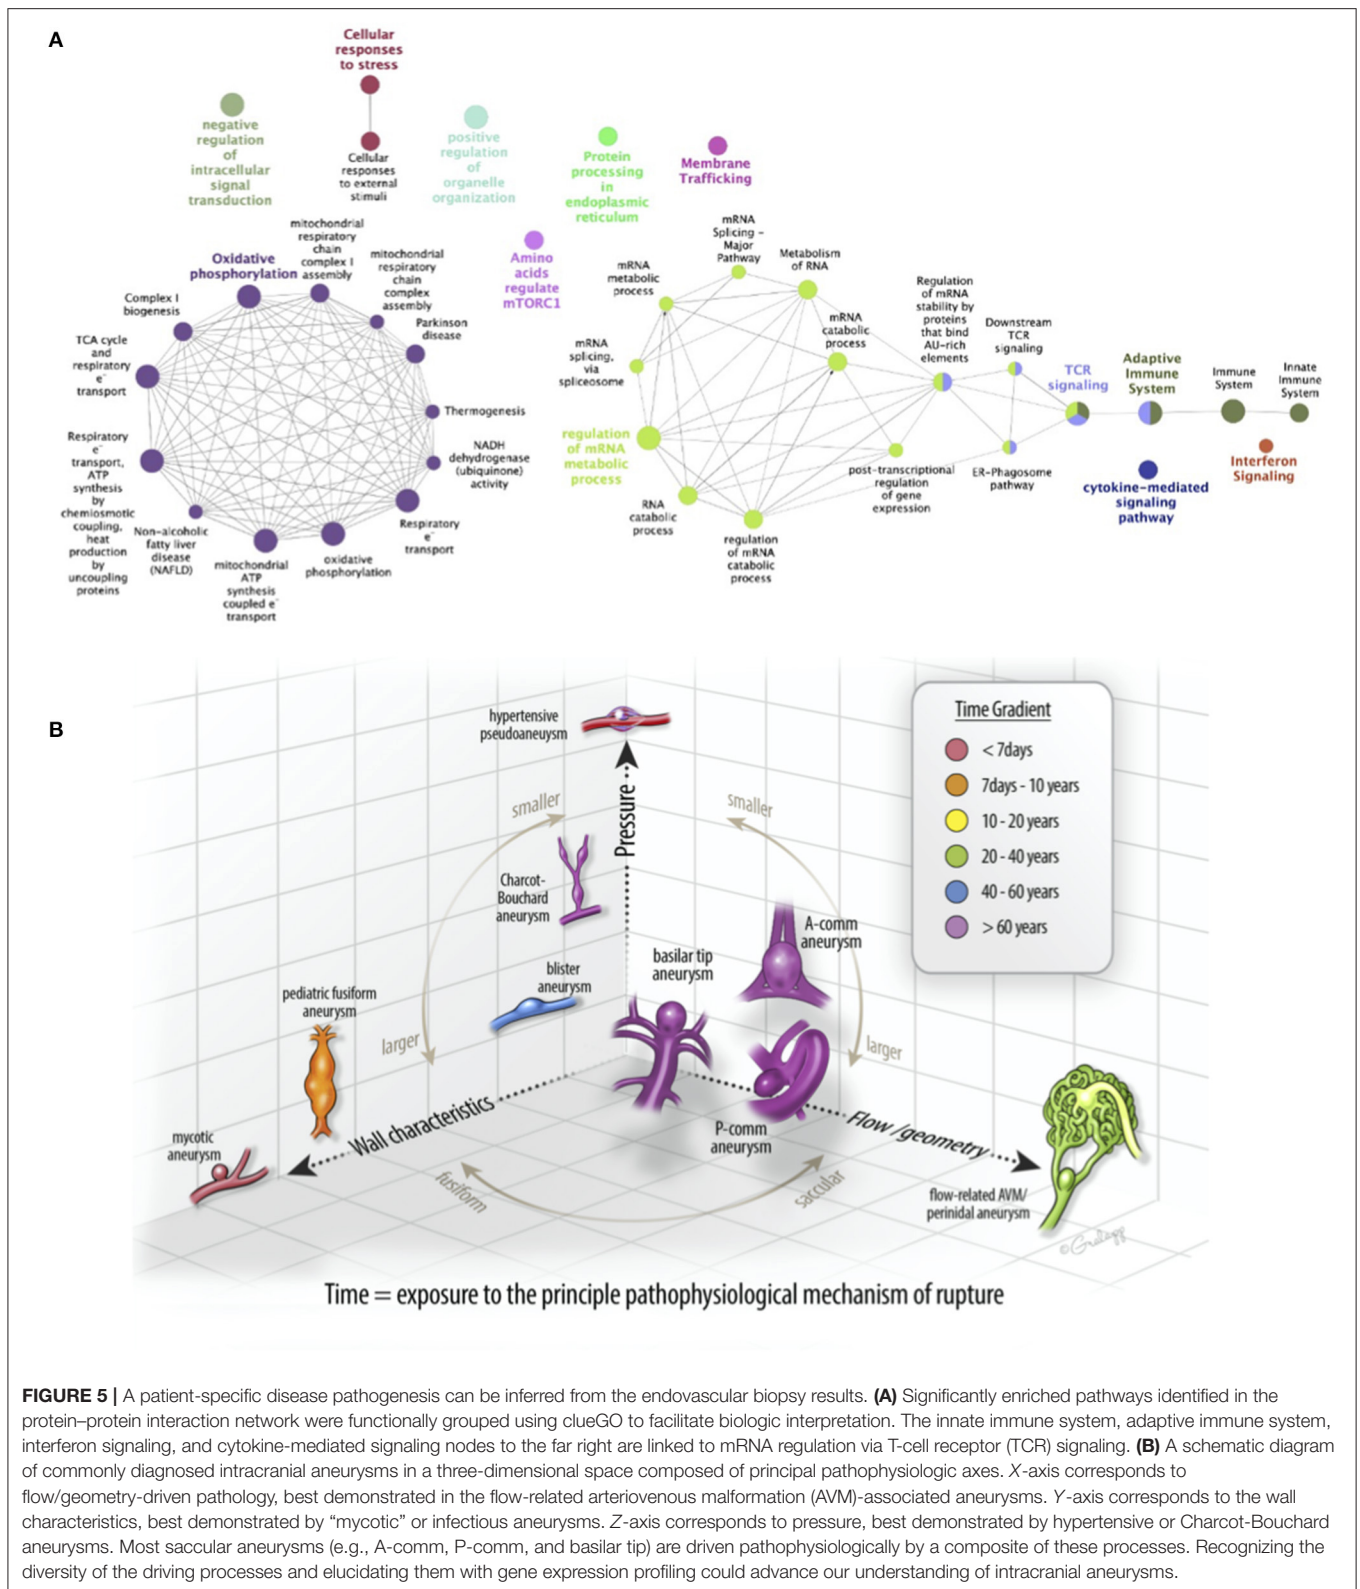 A
Cellular
responses
to stress
negative
regulation
of
intracellular
signal
transduction
Cellular
responses
to external
stimuli
positive
regulation
of
organelle
organization
Protein
processing
in
endoplasmic
reticulum
Membrane
Trafficking
Amino
acids
regulate
mTORC1
Oxidative
phosphorylation
mitochondrial
respiratory
chain
complex I
assembly
mitochondrial
respiratory
chain
complex
assembly
Parkinson
disease
Thermogenesis
NADH
dehydrogenase
(ubiquinone)
activity
Respiratory
e⁻
transport
oxidative
phosphorylation
mitochondrial
ATP
synthesis
coupled e⁻
transport
Non-alcoholic
fatty liver
disease
(NAFLD)
Respiratory
e⁻
transport,
ATP
synthesis
by
chemiosmotic
coupling,
heat
production
by
uncoupling
proteins
TCA cycle
and
respiratory
e⁻
transport
Complex I
biogenesis
mRNA
Splicing -
Major
Pathway
Metabolism
of RNA
mRNA
metabolic
process
mRNA
catabolic
process
mRNA
splicing,
via
spliceosome
regulation
of mRNA
metabolic
process
RNA
catabolic
process
regulation
of mRNA
catabolic
process
post-transcriptional
regulation
of gene
expression
Regulation
of mRNA
stability by
proteins
that bind
AU-rich
elements
Downstream
TCR
signaling
ER-Phagosome
pathway
TCR
signaling
Adaptive
Immune
System
Immune
System
Innate
Immune
System
Interferon
Signaling
cytokine-mediated
signaling
pathway
B
hypertensive
pseudoaneuysm
Pressure
smaller
smaller
Charcot-
Bouchard
aneurysm
blister
aneurysm
pediatric fusiform
aneurysm
larger
mycotic
aneurysm
Wall characteristics
fusiform
basilar tip
aneurysm
A-comm
aneurysm
P-comm
aneurysm
larger
Flow /geometry
saccular
flow-related AVM/
perinidal aneurysm
Time Gradient
< 7days
7days - 10 years
10 - 20 years
20 - 40 years
40 - 60 years
> 60 years
Time = exposure to the principle pathophysiological mechanism of rupture
FIGURE 5 | A patient-specific disease pathogenesis can be inferred from the endovascular biopsy results. (A) Significantly enriched pathways identified in the
protein–protein interaction network were functionally grouped using clueGO to facilitate biologic interpretation. The innate immune system, adaptive immune system,
interferon signaling, and cytokine-mediated signaling nodes to the far right are linked to mRNA regulation via T-cell receptor (TCR) signaling. (B) A schematic diagram
of commonly diagnosed intracranial aneurysms in a three-dimensional space composed of principal pathophysiologic axes. X-axis corresponds to
flow/geometry-driven pathology, best demonstrated in the flow-related arteriovenous malformation (AVM)-associated aneurysms. Y-axis corresponds to the wall
characteristics, best demonstrated by “mycotic” or infectious aneurysms. Z-axis corresponds to pressure, best demonstrated by hypertensive or Charcot-Bouchard
aneurysms. Most saccular aneurysms (e.g., A-comm, P-comm, and basilar tip) are driven pathophysiologically by a composite of these processes. Recognizing the
diversity of the driving processes and elucidating them with gene expression profiling could advance our understanding of intracranial aneurysms.